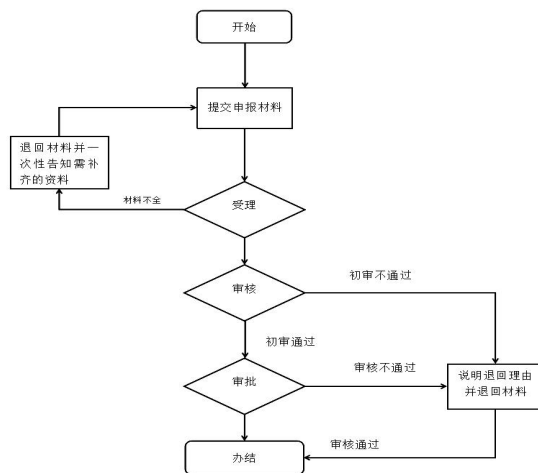 开始
提交申报材料
退回材料并一
次性告知需补
齐的资料
材料不全
受理
审核
初审不通过
初审通过
审批
审核不通过
说明退回理由
并退回材料
审核通过
办结